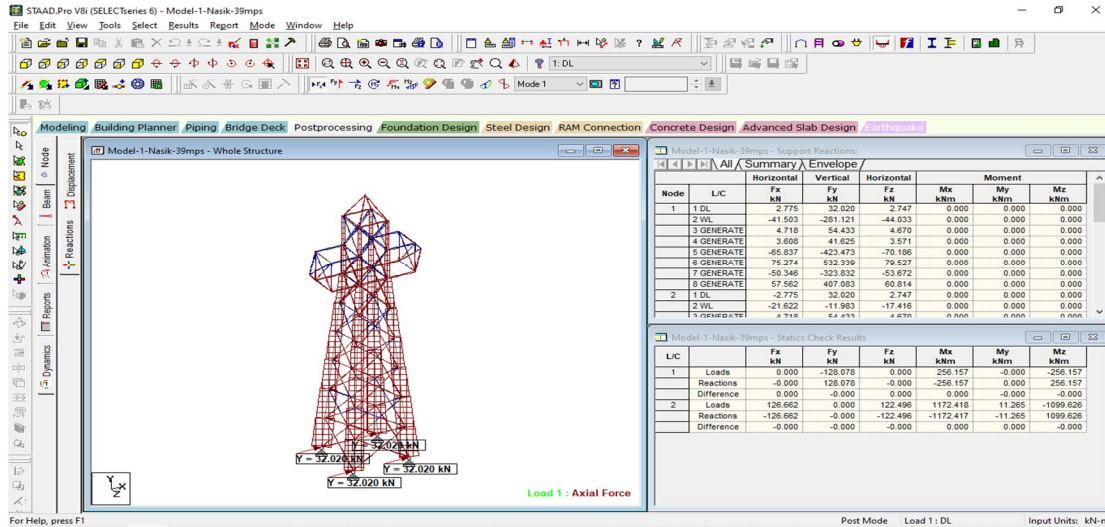 STAAD.Pro V8i (SELECTseries 6) - Model-1-Nasik-39mps
File Edit View Tools Select Results Report Mode Window Help
1: DL
Mode 1
Modeling Building Planner Piping Bridge Deck Postprocessing Foundation Design Steel Design RAM Connection Concrete Design Advanced Slab Design Earthquake
Node
Beam
Animation
Reports
Dynamics
Displacement
Reactions
Model-1-Nasik-39mps - Whole Structure
Y = 32.020 kN
Y = 32.020 kN
Y = 32.020 kN
Y = 32.020 kN
Y
X
Z
Load 1 : Axial Force
Model-1-Nasik-39mps - Support Reactions:
All Summary Envelope
Horizontal Vertical Horizontal Moment
Node L/C Fx kN Fy kN Fz kN Mx kNm My kNm Mz kNm
1 1 DL 2.775 32.020 2.747 0.000 0.000 0.000
2 WL -41.503 -281.121 -44.033 0.000 0.000 0.000
3 GENERATE 4.718 54.433 4.670 0.000 0.000 0.000
4 GENERATE 3.608 41.625 3.571 0.000 0.000 0.000
5 GENERATE -65.837 -423.473 -70.186 0.000 0.000 0.000
6 GENERATE 75.274 532.339 79.527 0.000 0.000 0.000
7 GENERATE -50.346 -323.832 -53.672 0.000 0.000 0.000
8 GENERATE 57.562 407.083 60.814 0.000 0.000 0.000
2 1 DL -2.775 32.020 2.747 0.000 0.000 0.000
2 WL -21.622 -11.983 -17.416 0.000 0.000 0.000
3 GENERATE 4.718 54.433 4.670 0.000 0.000 0.000
Model-1-Nasik-39mps - Statics Check Results
L/C Fx kN Fy kN Fz kN Mx kNm My kNm Mz kNm
1 Loads 0.000 -128.078 0.000 256.157 -0.000 -256.157
Reactions -0.000 128.078 -0.000 -256.157 0.000 256.157
Difference 0.000 -0.000 -0.000 0.000 0.000 -0.000
2 Loads 126.662 0.000 122.496 1172.418 11.265 -1099.626
Reactions -126.662 -0.000 -122.496 -1172.417 -11.265 1099.626
Difference -0.000 -0.000 -0.000 0.000 0.000 -0.000
For Help, press F1
Post Mode Load 1 : DL Input Units: kN-m